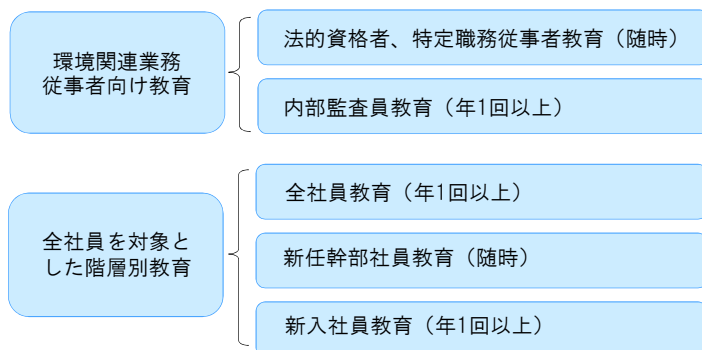 環境関連業務
従事者向け教育
法的資格者、特定職務従事者教育（随時）
内部監査員教育（年1回以上）
全社員を対象と
した階層別教育
全社員教育（年1回以上）
新任幹部社員教育（随時）
新入社員教育（年1回以上）